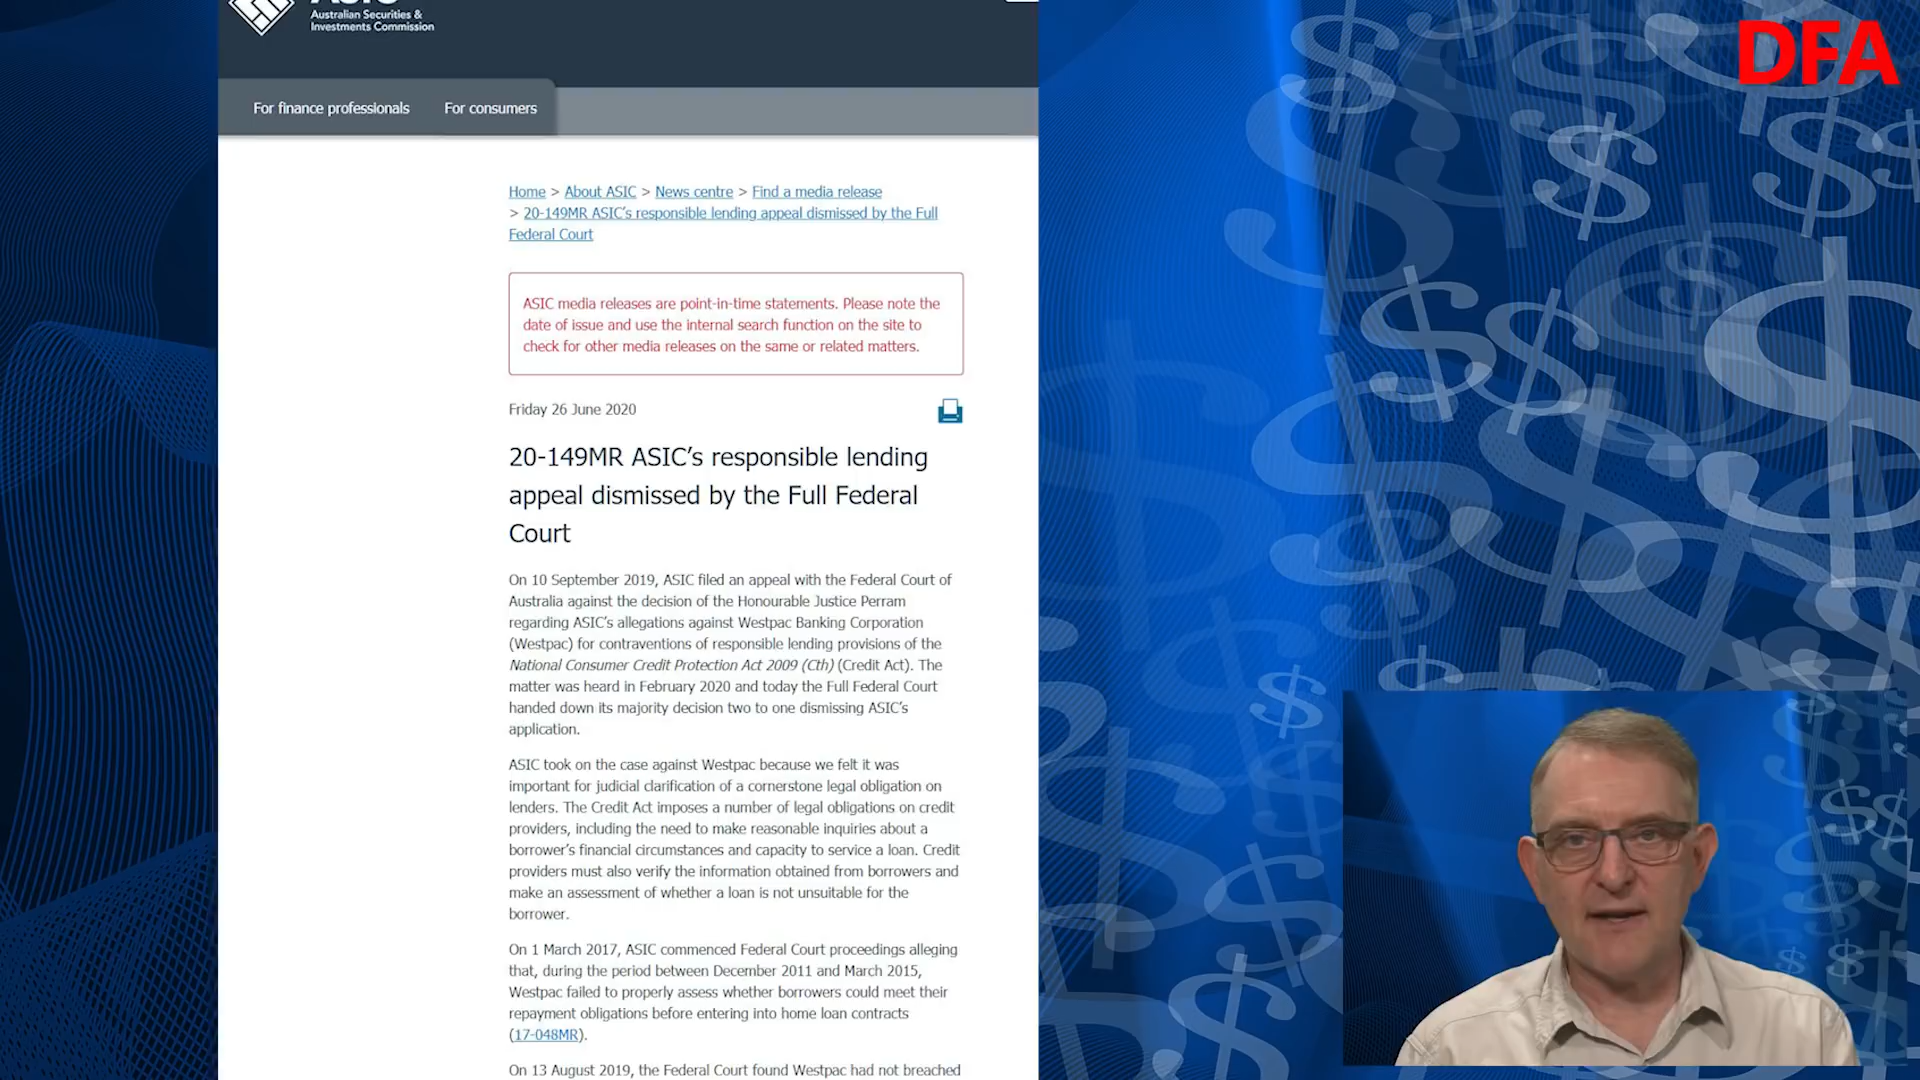 Australian Securities &
Investments Commission
DFA
For finance professionals
For consumers
Home > About ASIC > News centre > Find a media release
> 20-149MR ASIC’s responsible lending appeal dismissed by the Full
Federal Court
ASIC media releases are point-in-time statements. Please note the
date of issue and use the internal search function on the site to
check for other media releases on the same or related matters.
Friday 26 June 2020
20-149MR ASIC’s responsible lending
appeal dismissed by the Full Federal
Court
On 10 September 2019, ASIC filed an appeal with the Federal Court of
Australia against the decision of the Honourable Justice Perram
regarding ASIC’s allegations against Westpac Banking Corporation
(Westpac) for contraventions of responsible lending provisions of the
National Consumer Credit Protection Act 2009 (Cth) (Credit Act). The
matter was heard in February 2020 and today the Full Federal Court
handed down its majority decision two to one dismissing ASIC’s
application.
ASIC took on the case against Westpac because we felt it was
important for judicial clarification of a cornerstone legal obligation on
lenders. The Credit Act imposes a number of legal obligations on credit
providers, including the need to make reasonable inquiries about a
borrower’s financial circumstances and capacity to service a loan. Credit
providers must also verify the information obtained from borrowers and
make an assessment of whether a loan is not unsuitable for the
borrower.
On 1 March 2017, ASIC commenced Federal Court proceedings alleging
that, during the period between December 2011 and March 2015,
Westpac failed to properly assess whether borrowers could meet their
repayment obligations before entering into home loan contracts
(17-048MR).
On 13 August 2019, the Federal Court found Westpac had not breached